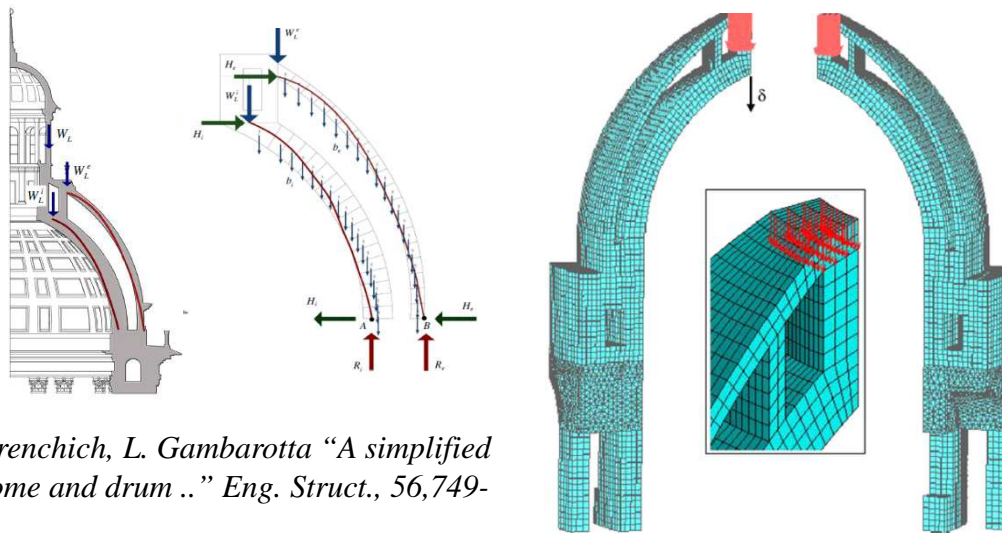 W_L
W_L^e
W_L^i
W_L^e
H_e
W_L^i
H_i
b_e
b_i
H_i
A
B
H_e
R_i
R_e
δ
renchich, L. Gambarotta “A simplified
ome and drum ..” Eng. Struct., 56,749-